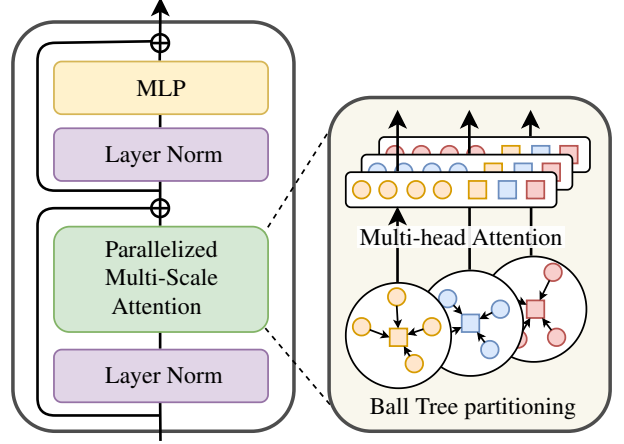 MLP
Layer Norm
Parallelized
Multi-Scale
Attention
Layer Norm
Multi-head Attention
Ball Tree partitioning